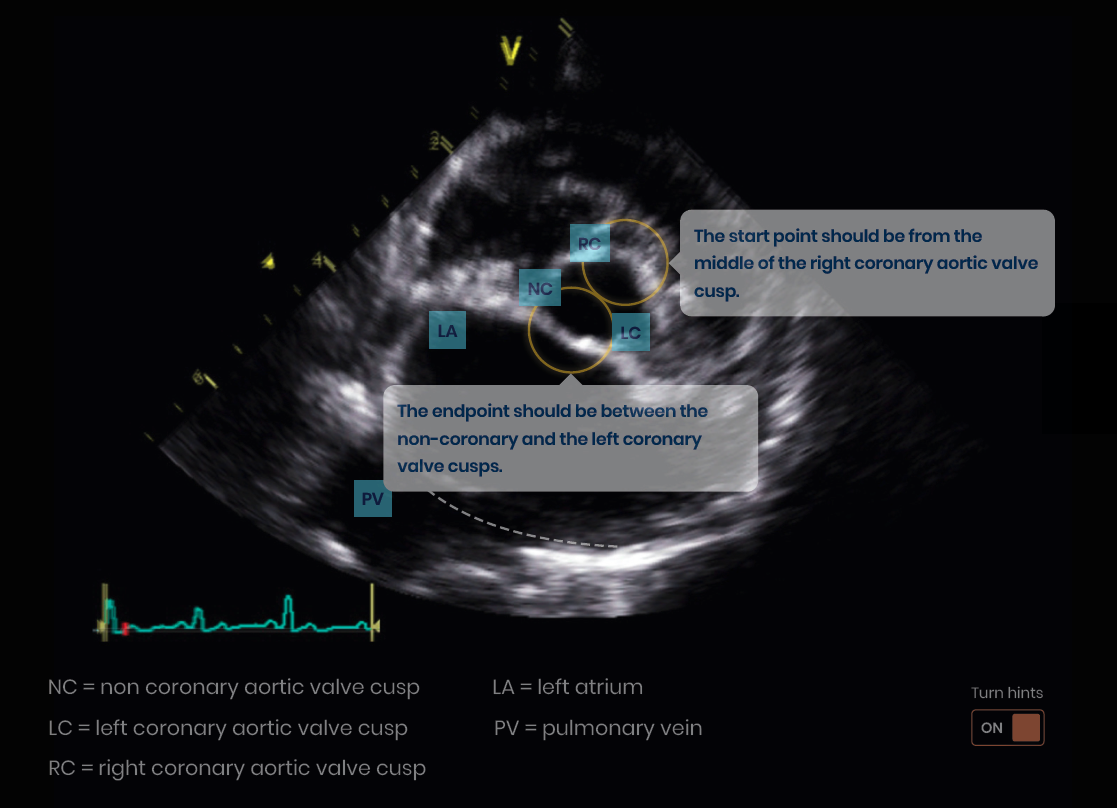 V
RC
The start point should be from the
middle of the right coronary aortic valve
cusp.
NC
LA
LC
The endpoint should be between the
non-coronary and the left coronary
valve cusps.
PV
NC = non coronary aortic valve cusp
LC = left coronary aortic valve cusp
RC = right coronary aortic valve cusp
LA = left atrium
PV = pulmonary vein
Turn hints
ON